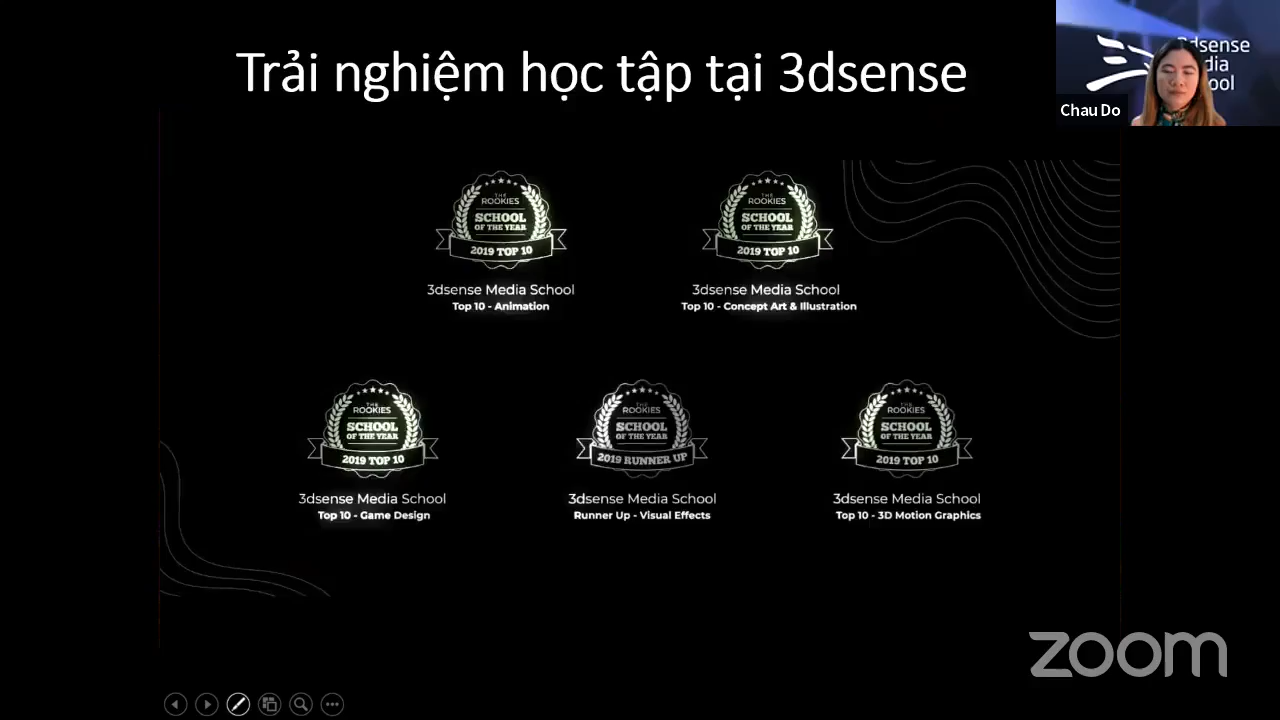 Trải nghiệm học tập tại 3dsense
3dsense
Media
School
Chau Do
THE
ROOKIES
SCHOOL
OF THE YEAR
2019 TOP 10
3dsense Media School
Top 10 - Animation
THE
ROOKIES
SCHOOL
OF THE YEAR
2019 TOP 10
3dsense Media School
Top 10 - Concept Art & Illustration
THE
ROOKIES
SCHOOL
OF THE YEAR
2019 TOP 10
3dsense Media School
Top 10 - Game Design
THE
ROOKIES
SCHOOL
OF THE YEAR
2019 RUNNER UP
3dsense Media School
Runner Up - Visual Effects
THE
ROOKIES
SCHOOL
OF THE YEAR
2019 TOP 10
3dsense Media School
Top 10 - 3D Motion Graphics
zoom